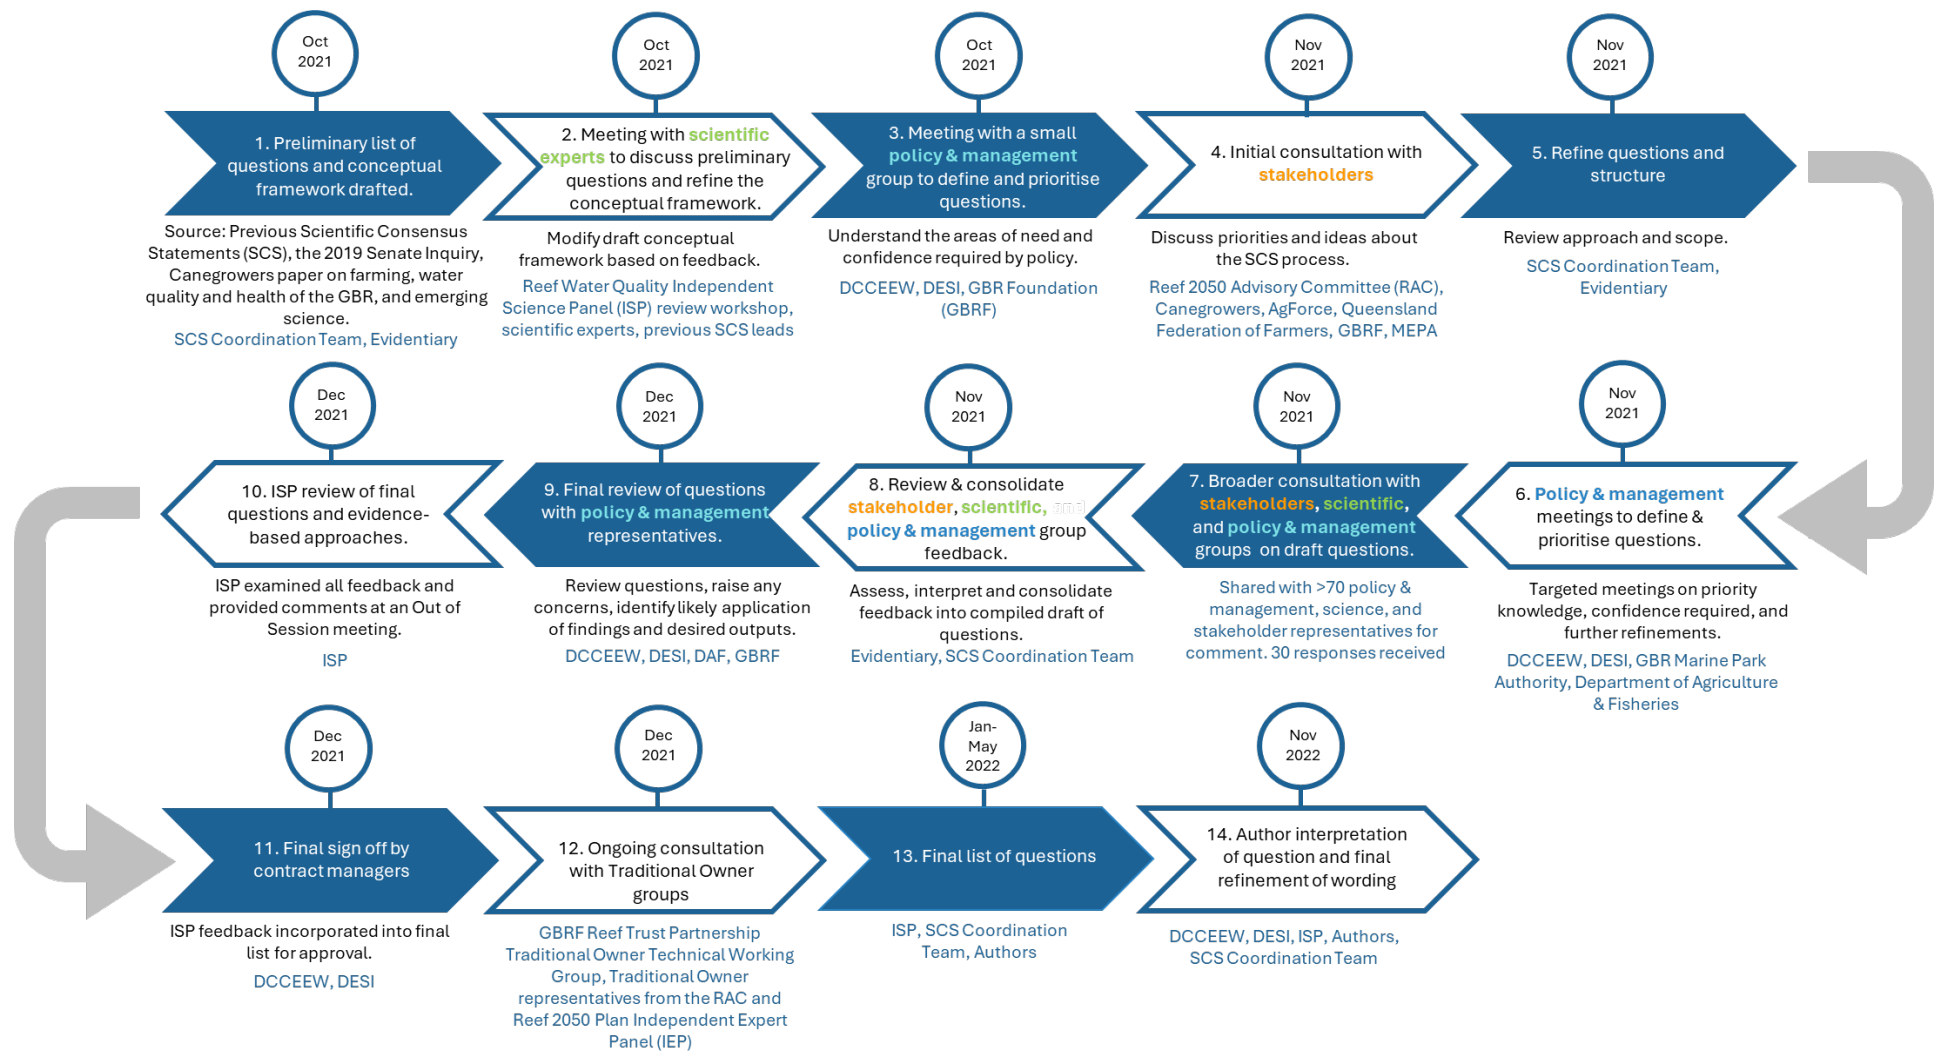 Oct
2021
1. Preliminary list of
questions and conceptual
framework drafted.
Source: Previous Scientific Consensus
Statements (SCS), the 2019 Senate Inquiry,
Canegrowers paper on farming, water
quality and health of the GBR, and emerging
science.
SCS Coordination Team, Evidentiary
Oct
2021
2. Meeting with scientific
experts to discuss preliminary
questions and refine the
conceptual framework.
Modify draft conceptual
framework based on feedback.
Reef Water Quality Independent
Science Panel (ISP) review workshop,
scientific experts, previous SCS leads
Oct
2021
3. Meeting with a small
policy & management
group to define and prioritise
questions.
Understand the areas of need and
confidence required by policy.
DCCEEW, DESI, GBR Foundation
(GBRF)
Nov
2021
4. Initial consultation with
stakeholders
Discuss priorities and ideas about
the SCS process.
Reef 2050 Advisory Committee (RAC),
Canegrowers, AgForce, Queensland
Federation of Farmers, GBRF, MEPA
Nov
2021
5. Refine questions and
structure
Review approach and scope.
SCS Coordination Team,
Evidentiary
Nov
2021
6. Policy & management
meetings to define &
prioritise questions.
Targeted meetings on priority
knowledge, confidence required, and
further refinements.
DCCEEW, DESI, GBR Marine Park
Authority, Department of Agriculture
& Fisheries
Nov
2021
7. Broader consultation with
stakeholders, scientific,
and policy & management
groups on draft questions.
Shared with >70 policy &
management, science, and
stakeholder representatives for
comment. 30 responses received
Nov
2021
8. Review & consolidate
stakeholder, scientific, and
policy & management group
feedback.
Assess, interpret and consolidate
feedback into compiled draft of
questions.
Evidentiary, SCS Coordination Team
Dec
2021
9. Final review of questions
with policy & management
representatives.
Review questions, raise any
concerns, identify likely application
of findings and desired outputs.
DCCEEW, DESI, DAF, GBRF
Dec
2021
10. ISP review of final
questions and evidence-
based approaches.
ISP examined all feedback and
provided comments at an Out of
Session meeting.
ISP
Dec
2021
11. Final sign off by
contract managers
ISP feedback incorporated into final
list for approval.
DCCEEW, DESI
Dec
2021
12. Ongoing consultation
with Traditional Owner
groups
GBRF Reef Trust Partnership
Traditional Owner Technical Working
Group, Traditional Owner
representatives from the RAC and
Reef 2050 Plan Independent Expert
Panel (IEP)
Jan-
May
2022
13. Final list of questions
ISP, SCS Coordination
Team, Authors
Nov
2022
14. Author interpretation
of question and final
refinement of wording
DCCEEW, DESI, ISP, Authors,
SCS Coordination Team